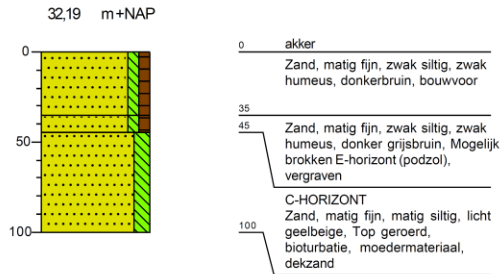 32,19 m+NAP
0
50
100
0 akker
Zand, matig fijn, zwak siltig, zwak
humeus, donkerbruin, bouwvoor
35
45
Zand, matig fijn, zwak siltig, zwak
humeus, donker grijsbruin, Mogelijk
brokken E-horizont (podzol),
vergraven
C-HORIZONT
Zand, matig fijn, matig siltig, licht
100 geelbeige, Top geroerd,
bioturbatie, moedermateriaal,
dekzand